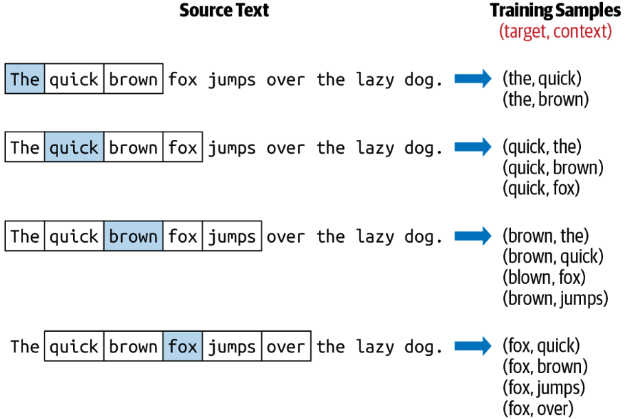 Source Text
Training Samples
(target, context)
The quick brown fox jumps over the lazy dog.
(the, quick)
(the, brown)
The quick brown fox jumps over the lazy dog.
(quick, the)
(quick, brown)
(quick, fox)
The quick brown fox jumps over the lazy dog.
(brown, the)
(brown, quick)
(blown, fox)
(brown, jumps)
The quick brown fox jumps over the lazy dog.
(fox, quick)
(fox, brown)
(fox, jumps)
(fox, over)